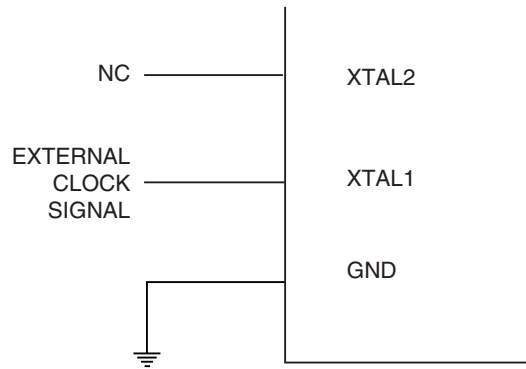 NC
XTAL2
EXTERNAL
CLOCK
SIGNAL
XTAL1
GND